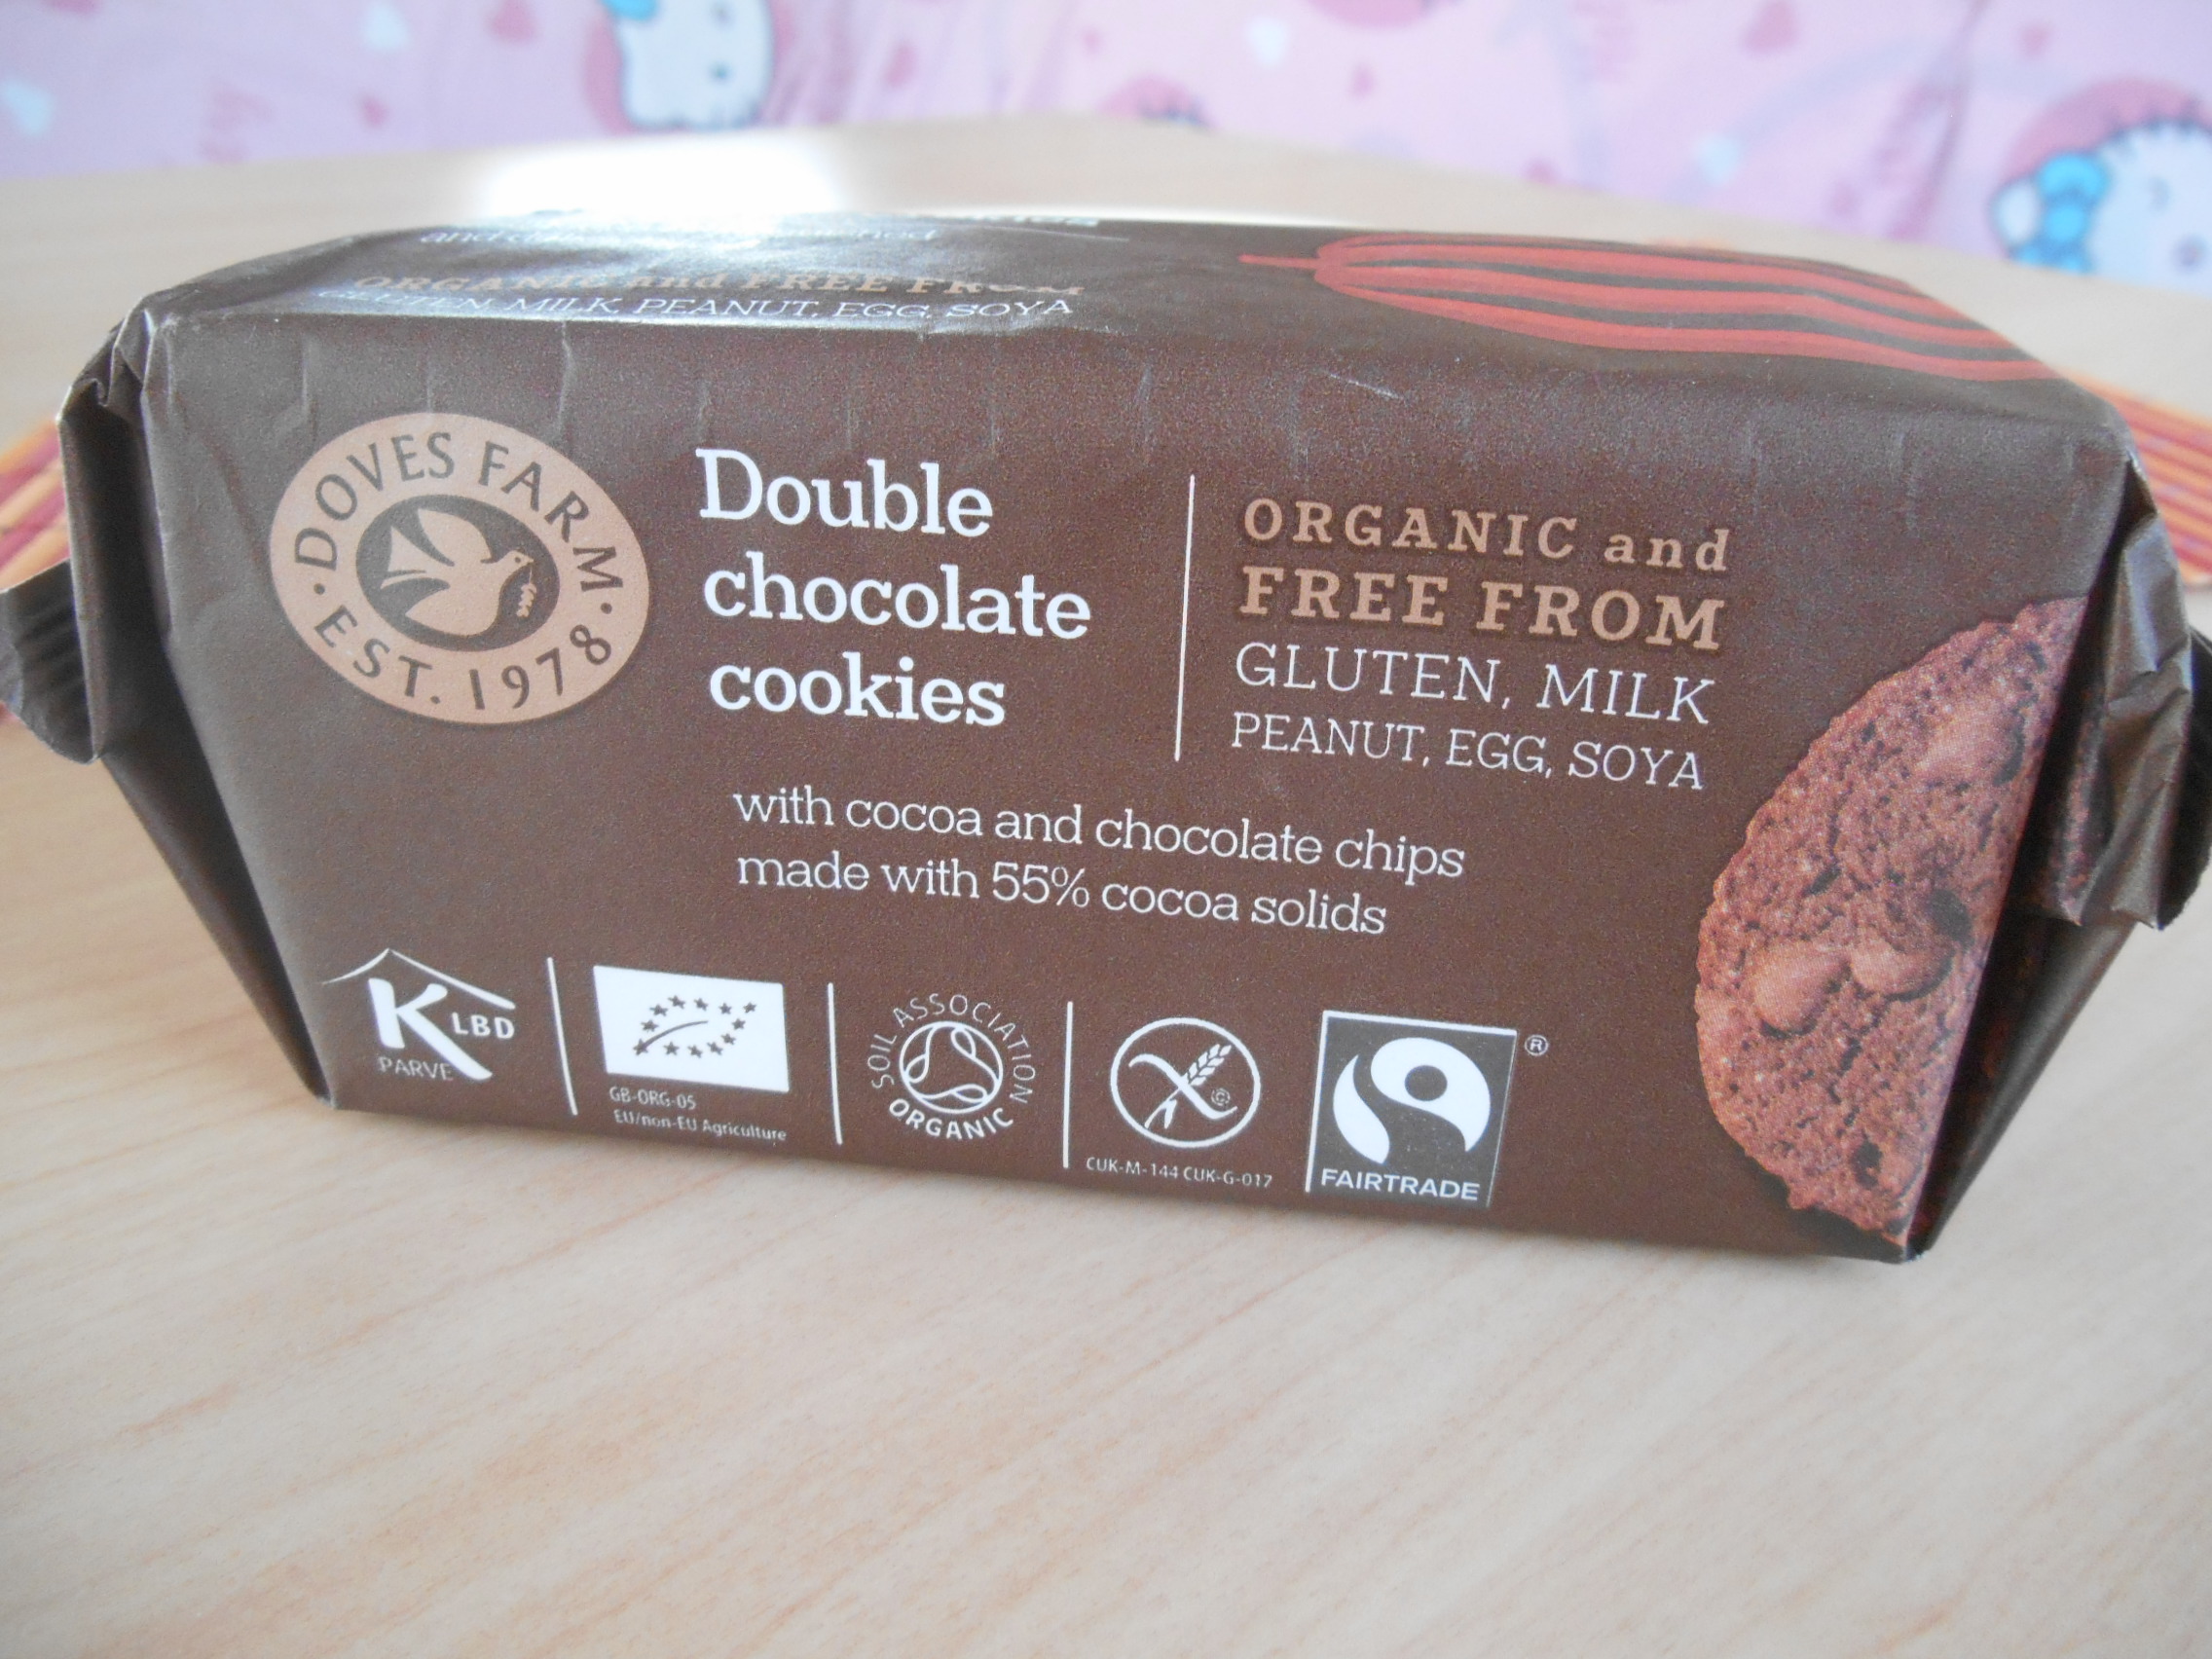 ORGANIC and FREE FROM
GLUTEN, MILK, PEANUT, EGG, SOYA
DOVES FARM
EST. 1978
Double
chocolate
cookies
ORGANIC and
FREE FROM
GLUTEN, MILK
PEANUT, EGG, SOYA
with cocoa and chocolate chips
made with 55% cocoa solids
K LBD
PARVE
GB-ORG-05
EU/non-EU Agriculture
SOIL ASSOCIATION
ORGANIC
CUK-M-144 CUK-G-017
FAIRTRADE
®